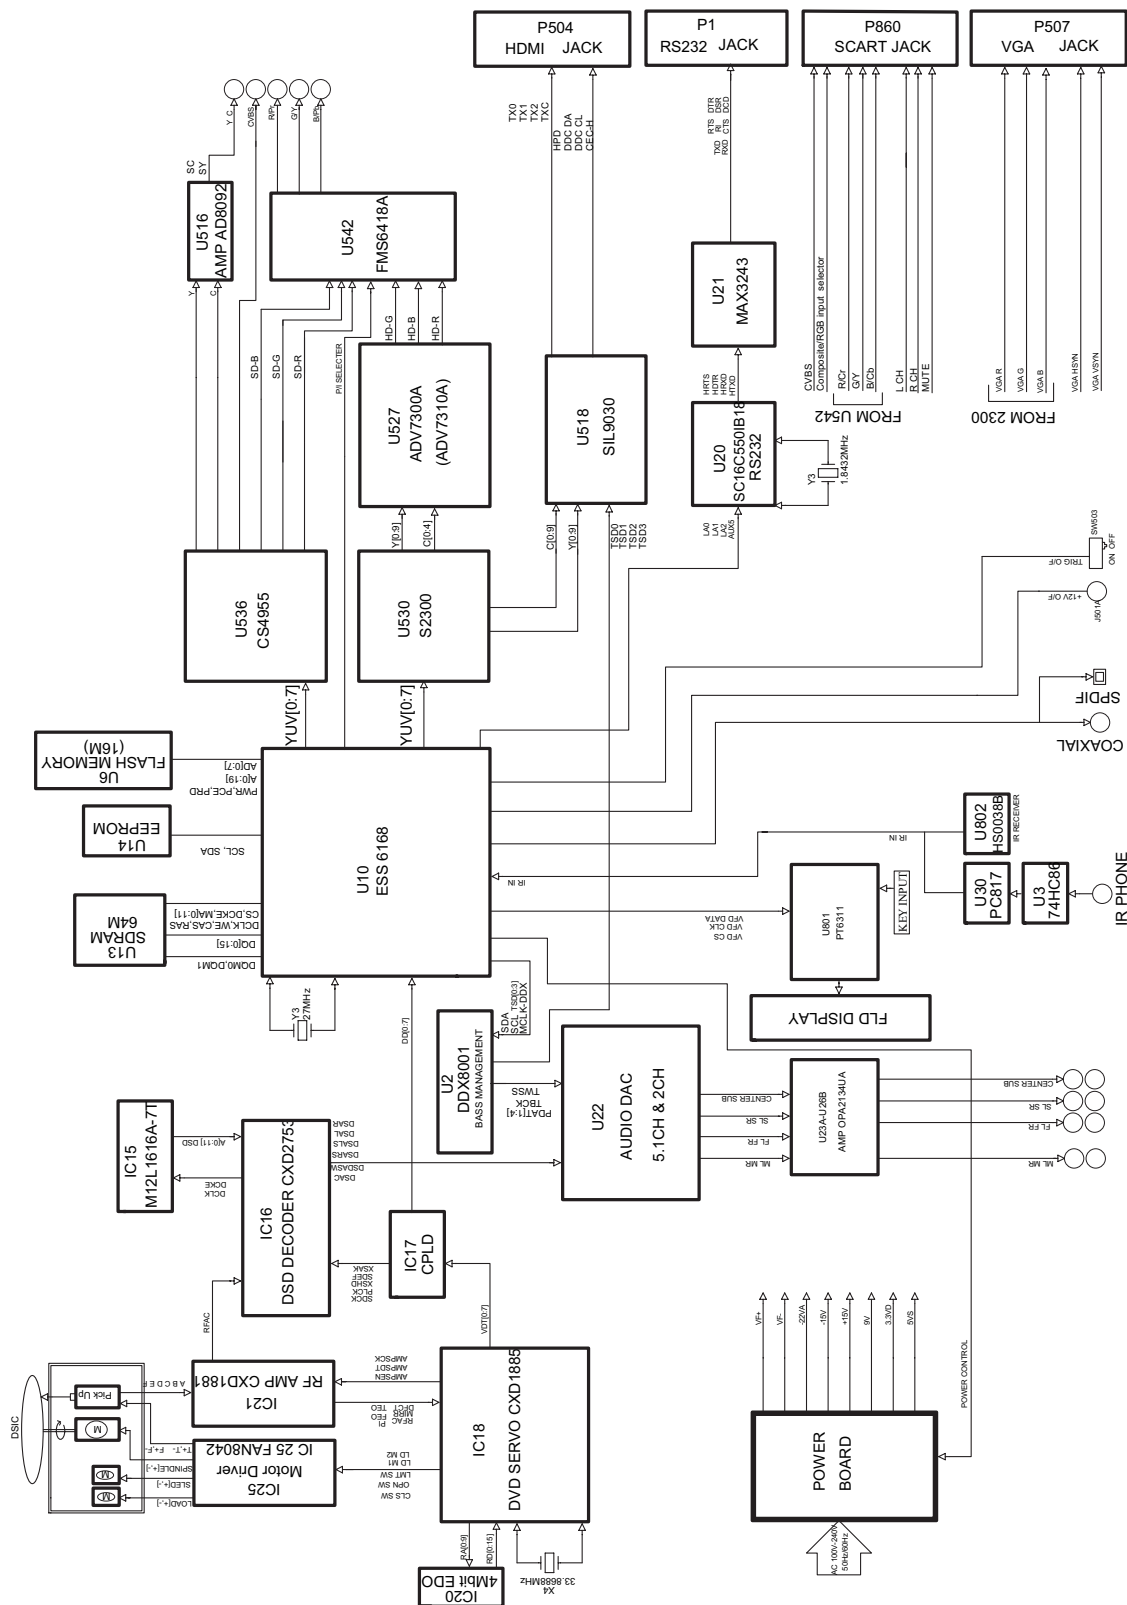 P504
HDMI JACK
P1
RS232 JACK
P860
SCART JACK
P507
VGA JACK
Y C
CVBS
R/Pr
G/Y
B/Pb
SC
SY
U516
AMP AD8092
U542
FMS6418A
TX0
TX1
TX2
TXC
HPD
DDC DA
DDC CL
CEC-H
RTS DTR
RI DSR
TXD CTS DCD
RXD
U21
MAX3243
CVBS
Composite/RGB input selector
R/Cr
G/Y
B/Cb
FROM U542
L CH
R CH
MUTE
VGA R
VGA G
VGA B
FROM 2300
VGA HSYN
VGA VSYN
Y
C
SD-B
SD-G
SD-R
P/I SELECTER
HD-G
HD-B
HD-R
U527
ADV7300A
(ADV7310A)
U518
SIL9030
HRTS
HDTR
HRXD
HTXD
U20
SC16C550IB18
RS232
Y3
1.8432MHz
Y[0:9]
C[0:4]
C[0:9]
Y[0:9]
TSD0
TSD1
TSD2
TSD3
LA0
LA1
LA2
AUX5
TRIG O/F
SW503
ON OFF
+12V O/F
J501A
U536
CS4955
U530
S2300
YUV[0:7]
YUV[0:7]
SPDIF
COAXIAL
U6
FLASH MEMORY
(16M)
AD[0:7]
A[0:19]
PWR,PCE,PRD
U14
EEPROM
SCL, SDA
U13
SDRAM
64M
CS,DCKE,MA[0:11]
DCLK,WE,CAS,RAS
DQ[0:15]
DQM0,DQM1
U10
ESS 6168
Y3
27MHz
IR IN
IR IN
U802
HS0038B
IR RECEIVER
U30
PC817
U3
74HC86
IR PHONE
VFD DATA
VFD CLK
VFD CS
U801
PT6311
KEY INPUT
FLD DISPLAY
DD[0:7]
SDA
SCL TSD[0:3]
MCLK-DDX
U2
DDX8001
BASS MANAGEMENT
TWSS
TBCK
PDAT[1:4]
U22
AUDIO DAC
5.1CH & 2CH
CENTER SUB
SL SR
FL FR
ML MR
U23A-U26B
AMP OPA2134UA
CENTER SUB
SL SR
FL FR
ML MR
IC15
M12L1616A-7T
A[0:11] DSD
DCKE
DCLK
IC16
DSD DECODER CXD2753
DSAR
DSAL
DSALS
DSARS
DSDASW
DSAC
IC17
CPLD
XSAK
SDEF
XSHD
PLCK
SDCK
RFAC
VDT[0:7]
DSIC
Pick Up
M
M
M
A B C D E F
IC21
RF AMP CXD1881
AMPSCK
AMPSDT
AMPSEN
RFAC DFCT
MIRR TEO
PI FEO
T+,T- F+,F-
SPINDLE[+,-]
SLED[+,-]
LOAD[+,-]
IC25
Motor Driver
IC 25 FAN8042
LD M2
LD M1
LMT SW
OPN SW
CLS SW
IC18
DVD SERVO CXD1885
RA[0:9]
RD[0:15]
IC20
4Mbit EDO
X4
33.8688MHz
VF+
VF-
-22VA
-15V
+15V
9V
3.3VD
5VS
POWER CONTROL
POWER
BOARD
AC 100V-240V
50Hz/60Hz